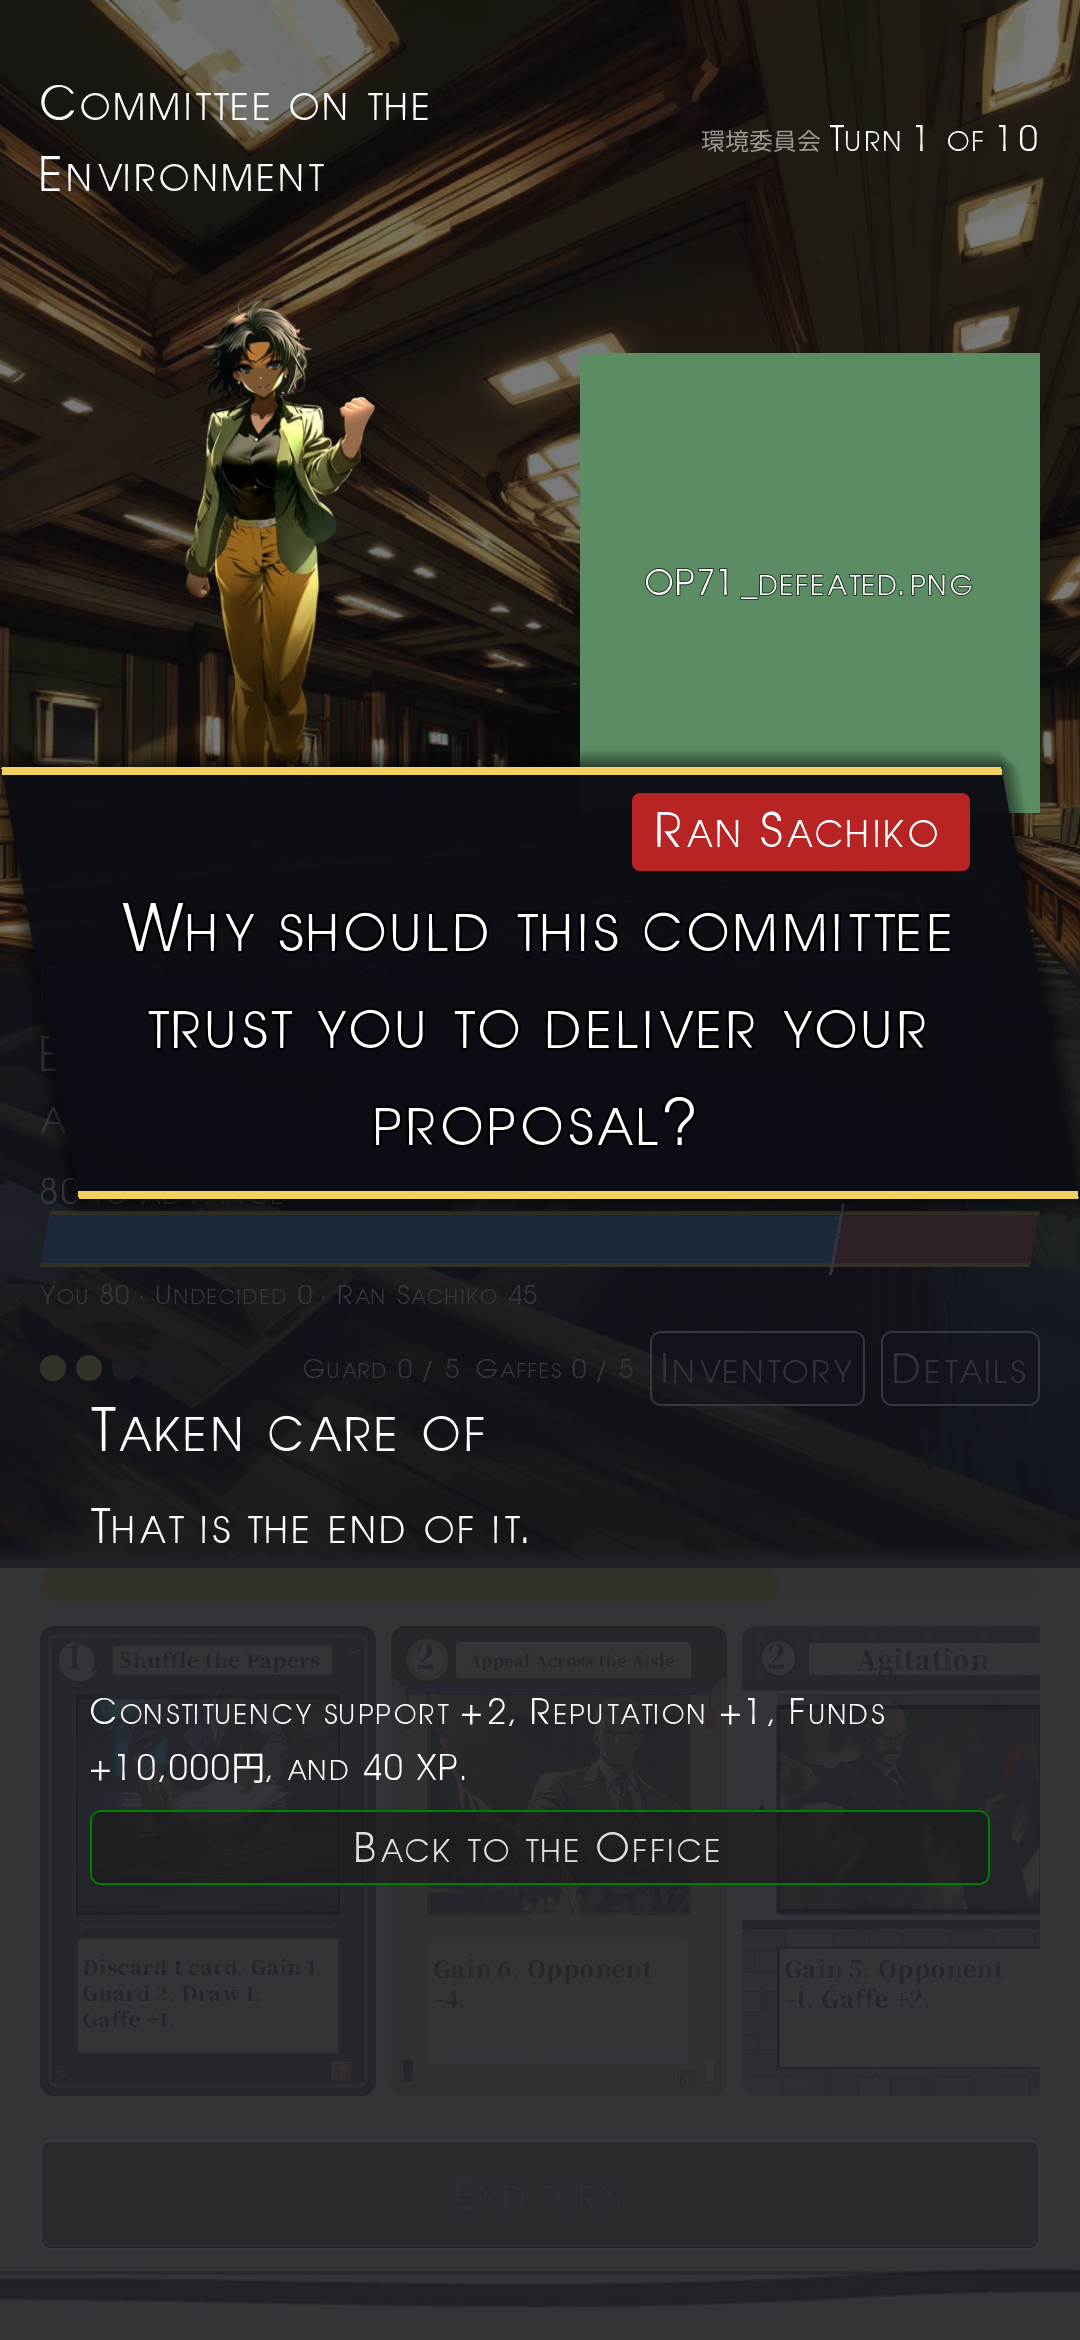 Committee on the
Environment
環境委員会 Turn 1 of 10
OP71_defeated.png
Ran Sachiko
Why should this committee
trust you to deliver your
proposal?
You 80 · Undecided 0 · Ran Sachiko 45
Guard 0 / 5 Gaffes 0 / 5
Inventory
Details
Taken care of
That is the end of it.
1 Shuffle the Papers
2 Appeal Across the Aisle
2 Agitation
Constituency support +2, Reputation +1, Funds
+10,000円, and 40 XP.
Back to the Office
Discard 1 card. Gain 1.
Guard 2. Draw 1.
Gaffe +1.
Gain 6. Opponent
-4.
Gain 5. Opponent
-1. Gaffe +2.
End turn